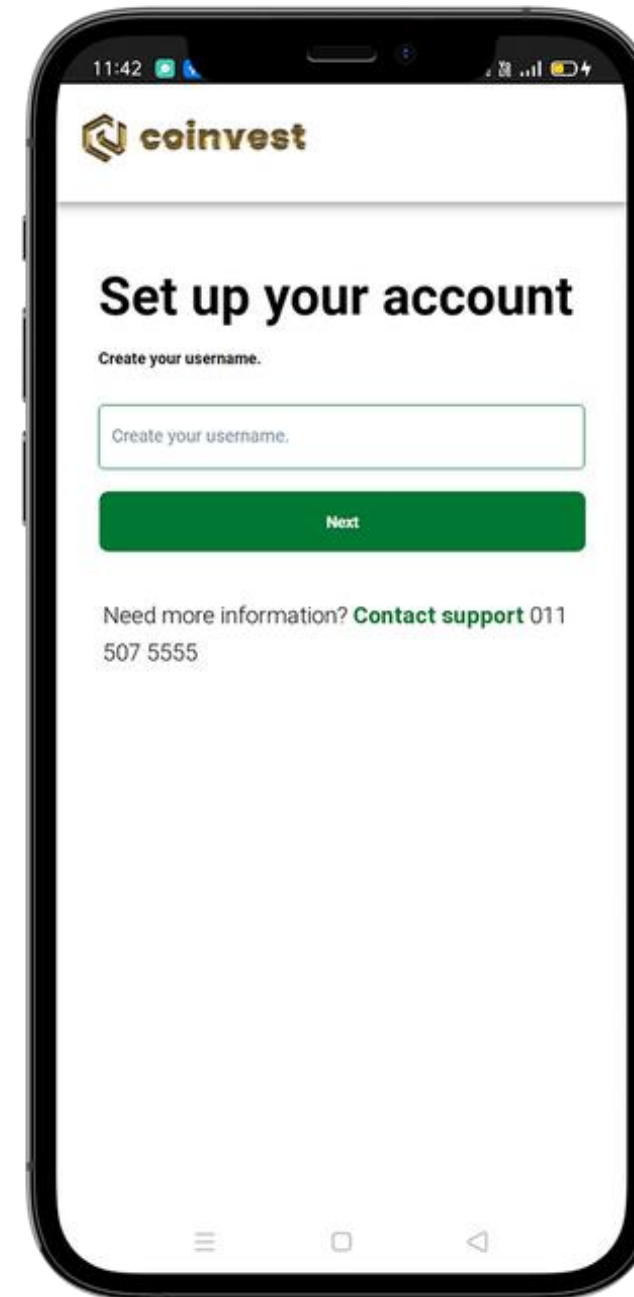 11:42
coinvest
Set up your account
Create your username.
Create your username.
Next
Need more information? Contact support 011
507 5555